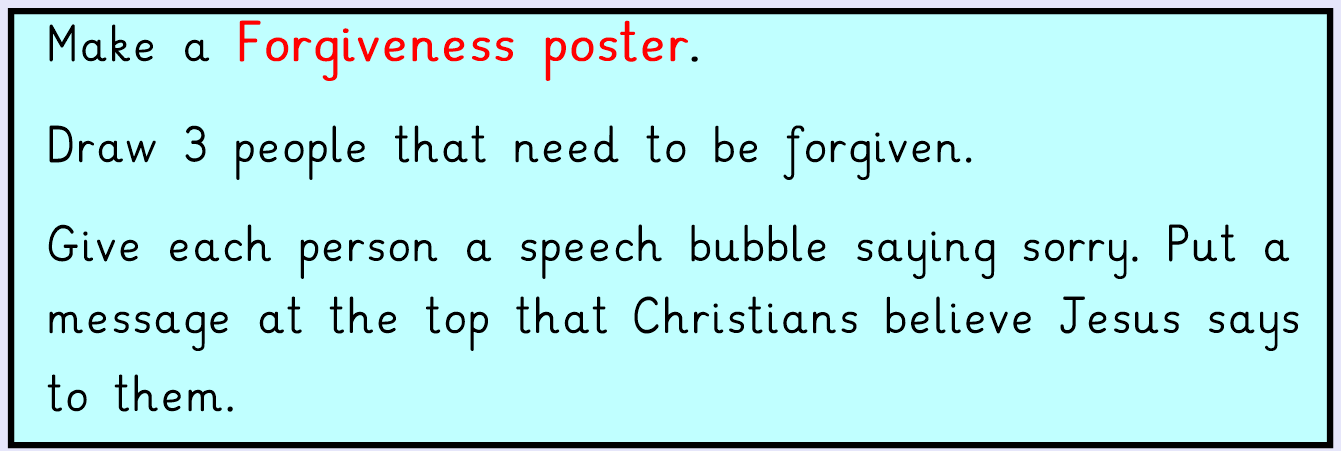 Make a Forgiveness poster.
Draw 3 people that need to be forgiven.
Give each person a speech bubble saying sorry. Put a
message at the top that Christians believe Jesus says
to them.